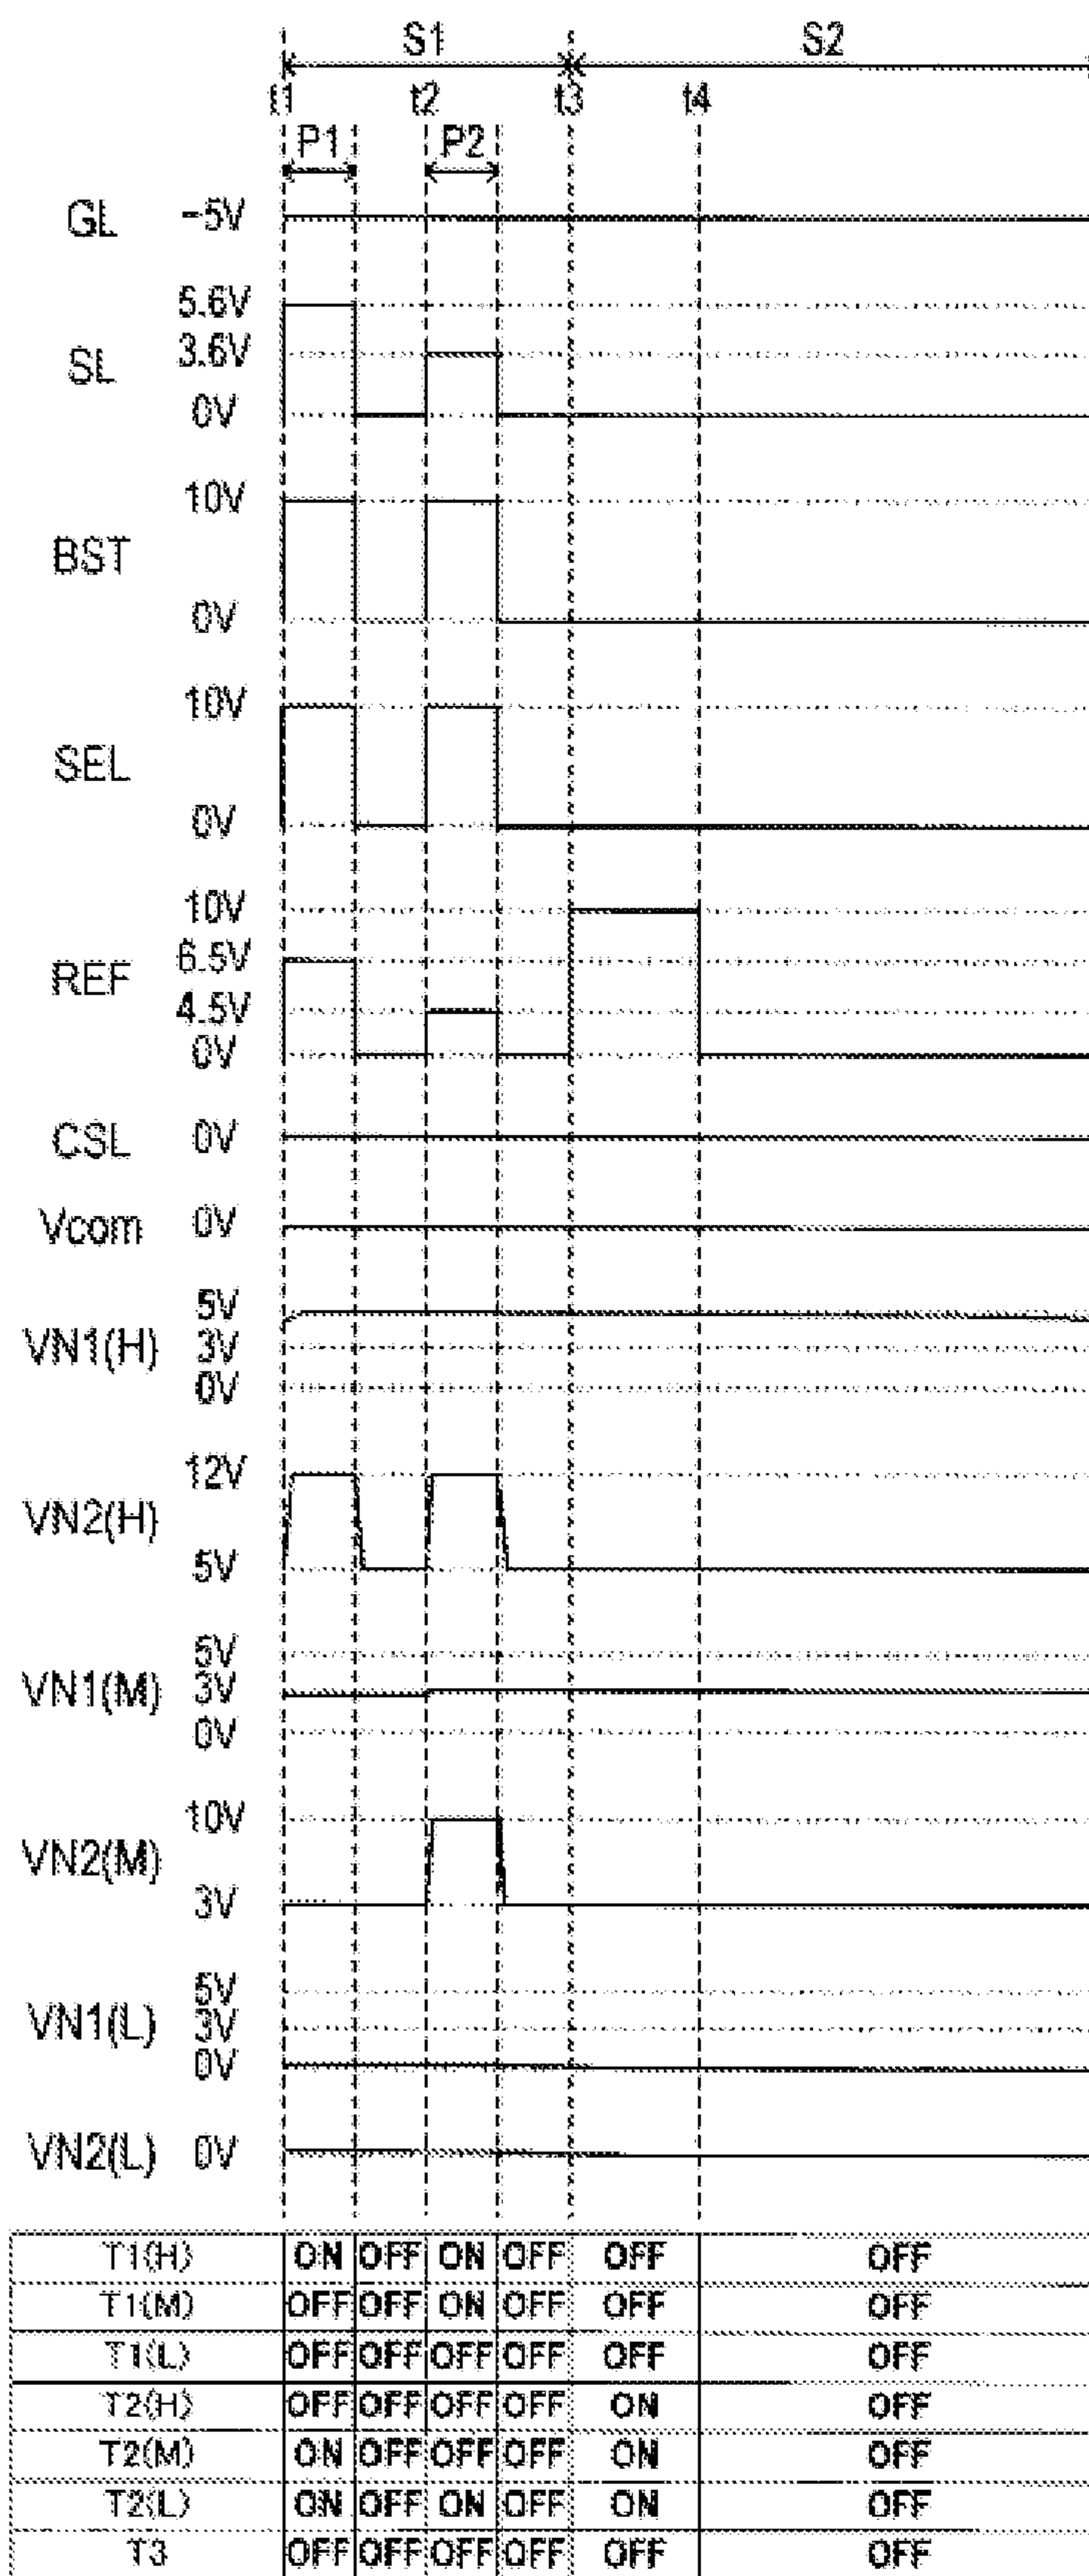 S1 S2
t1 t2 t3 t4
P1 P2
GL -5V
5.6V
SL 3.6V
0V
10V
BST
0V
10V
SEL
0V
10V
REF 6.5V
4.5V
0V
CSL 0V
Vcom 0V
5V
VN1(H) 3V
0V
12V
VN2(H)
5V
5V
VN1(M) 3V
0V
10V
VN2(M)
3V
5V
VN1(L) 3V
0V
VN2(L) 0V
T1(H) ON OFF ON OFF OFF OFF
T1(M) OFF OFF ON OFF OFF OFF
T1(L) OFF OFF OFF OFF OFF OFF
T2(H) OFF OFF OFF OFF ON OFF
T2(M) ON OFF OFF OFF ON OFF
T2(L) ON OFF ON OFF ON OFF
T3 OFF OFF OFF OFF OFF OFF